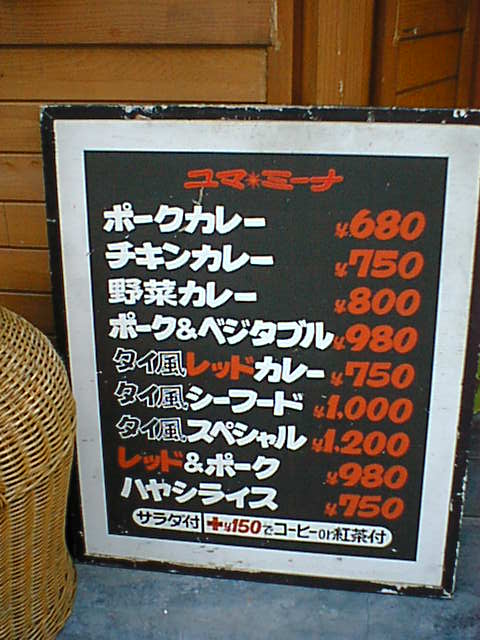 ユマ*ミーナ
ポークカレー ¥680
チキンカレー ¥750
野菜カレー ¥800
ポーク&ベジタブル ¥980
タイ風レッドカレー ¥750
タイ風シーフード ¥1,000
タイ風スペシャル ¥1,200
レッド&ポーク ¥980
ハヤシライス ¥750
サラダ付 +¥150でコーヒーor紅茶付